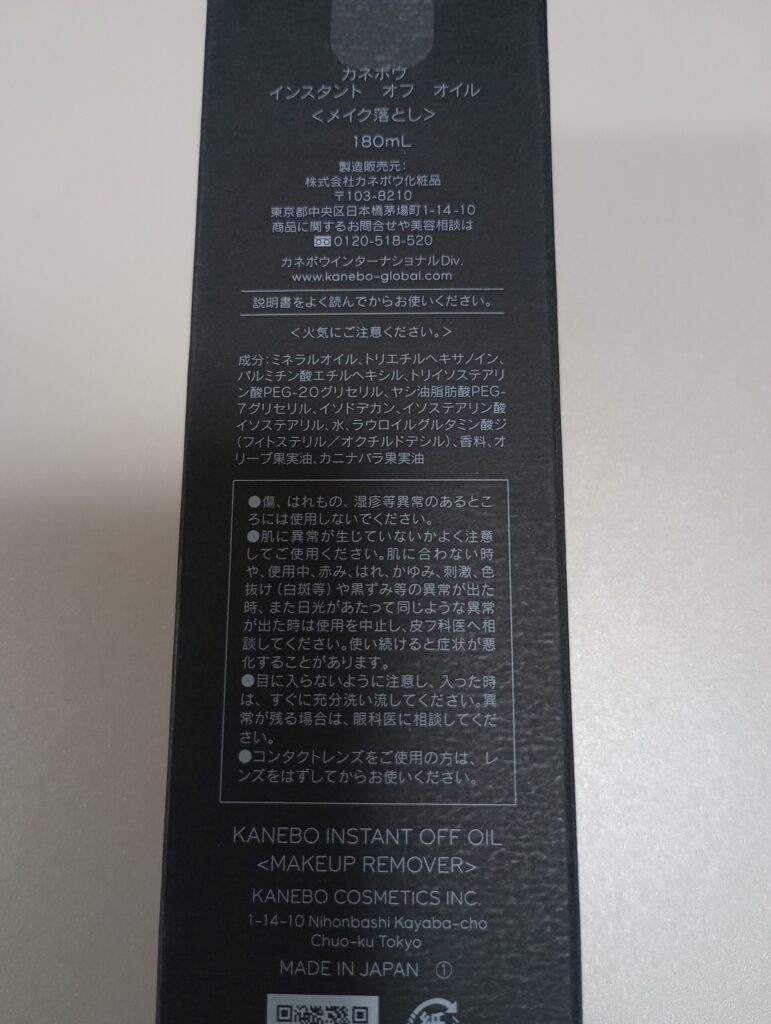 カネボウ
インスタント オフ オイル
＜メイク落とし＞
180mL
製造販売元:
株式会社カネボウ化粧品
〒103-8210
東京都中央区日本橋茅場町1-14-10
商品に関するお問合せや美容相談は
0120-518-520
カネボウインターナショナルDiv.
www.kanebo-global.com
説明書をよく読んでからお使いください。
＜火気にご注意ください。＞
成分:ミネラルオイル、トリエチルヘキサノイン、
パルミチン酸エチルヘキシル、トリイソステアリ
ン酸PEG-20グリセリル、ヤシ油脂肪酸PEG-
7グリセリル、イソドデカン、イソステアリン酸
イソステアリル、水、ラウロイルグルタミン酸ジ
(フィトステリル/オクチルドデシル)、香料、オ
リーブ果実油、カニナバラ果実油
●傷、はれもの、湿疹等異常のあるとこ
ろには使用しないでください。
●肌に異常が生じていないかよく注意
してご使用ください。肌に合わない時
や、使用中、赤み、はれ、かゆみ、刺激、色
抜け(白斑等)や黒ずみ等の異常が出た
時、また日光があたって同じような異常
が出た時は使用を中止し、皮フ科医へ相
談してください。使い続けると症状が悪
化することがあります。
●目に入らないように注意し、入った時
は、すぐに充分洗い流してください。異
常が残る場合は、眼科医に相談してくだ
さい。
●コンタクトレンズをご使用の方は、レ
ンズをはずしてからお使いください。
KANEBO INSTANT OFF OIL
<MAKEUP REMOVER>
KANEBO COSMETICS INC.
1-14-10 Nihonbashi Kayaba-cho
Chuo-ku Tokyo
MADE IN JAPAN ①
紙